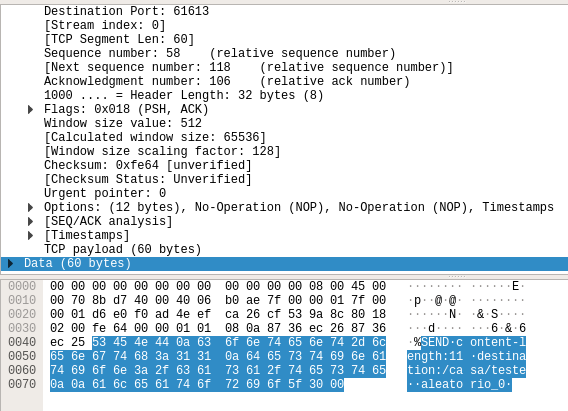 Destination Port: 61613
[Stream index: 0]
[TCP Segment Len: 60]
Sequence number: 58    (relative sequence number)
[Next sequence number: 118    (relative sequence number)]
Acknowledgment number: 106    (relative ack number)
1000 .... = Header Length: 32 bytes (8)
Flags: 0x018 (PSH, ACK)
Window size value: 512
[Calculated window size: 65536]
[Window size scaling factor: 128]
Checksum: 0xfe64 [unverified]
[Checksum Status: Unverified]
Urgent pointer: 0
Options: (12 bytes), No-Operation (NOP), No-Operation (NOP), Timestamps
[SEQ/ACK analysis]
[Timestamps]
TCP payload (60 bytes)
Data (60 bytes)
0000 00 00 00 00 00 00 00 00 00 00 00 00 08 00 45 00 ········ ······E·
0010 00 70 8b d7 40 00 40 06 b0 ae 7f 00 00 01 7f 00 ·p··@·@· ········
0020 00 01 d6 e0 f0 ad 4e ef ca 26 cf 53 9a 8c 80 18 ······N· ·&·S····
0030 02 00 fe 64 00 00 01 01 08 0a 87 36 ec 26 87 36 ···d···· ···6·&·6
0040 ec 25 53 45 4e 44 0a 63 6f 6e 74 65 6e 74 2d 6c ·%SEND·c ontent-l
0050 65 6e 67 74 68 3a 31 31 0a 64 65 73 74 69 6e 61 ength:11 ·destina
0060 74 69 6f 6e 3a 2f 63 61 73 61 2f 74 65 73 74 65 tion:/ca sa/teste
0070 0a 0a 61 6c 65 61 74 6f 72 69 6f 5f 30 00 ··aleato rio_0·